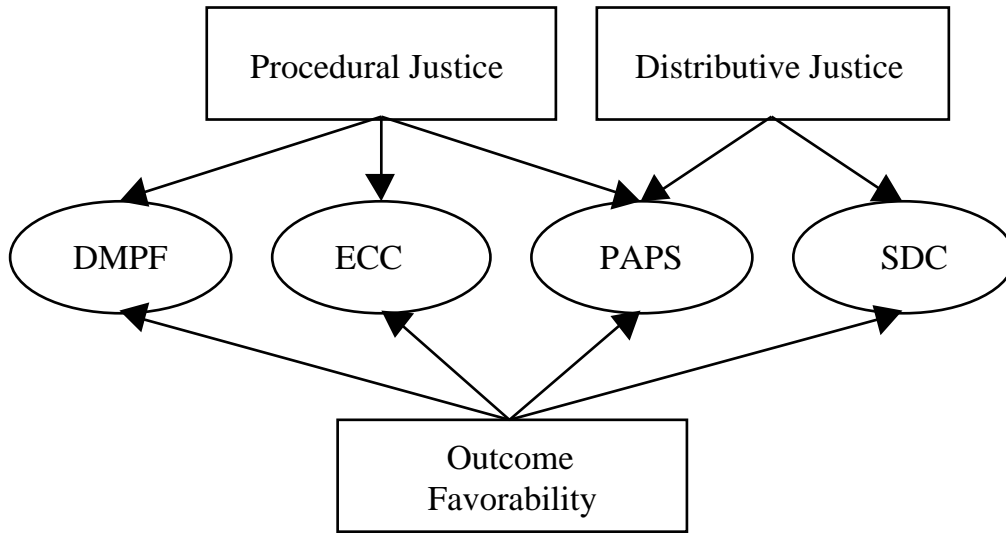 Procedural Justice
Distributive Justice
DMPF
ECC
PAPS
SDC
Outcome
Favorability